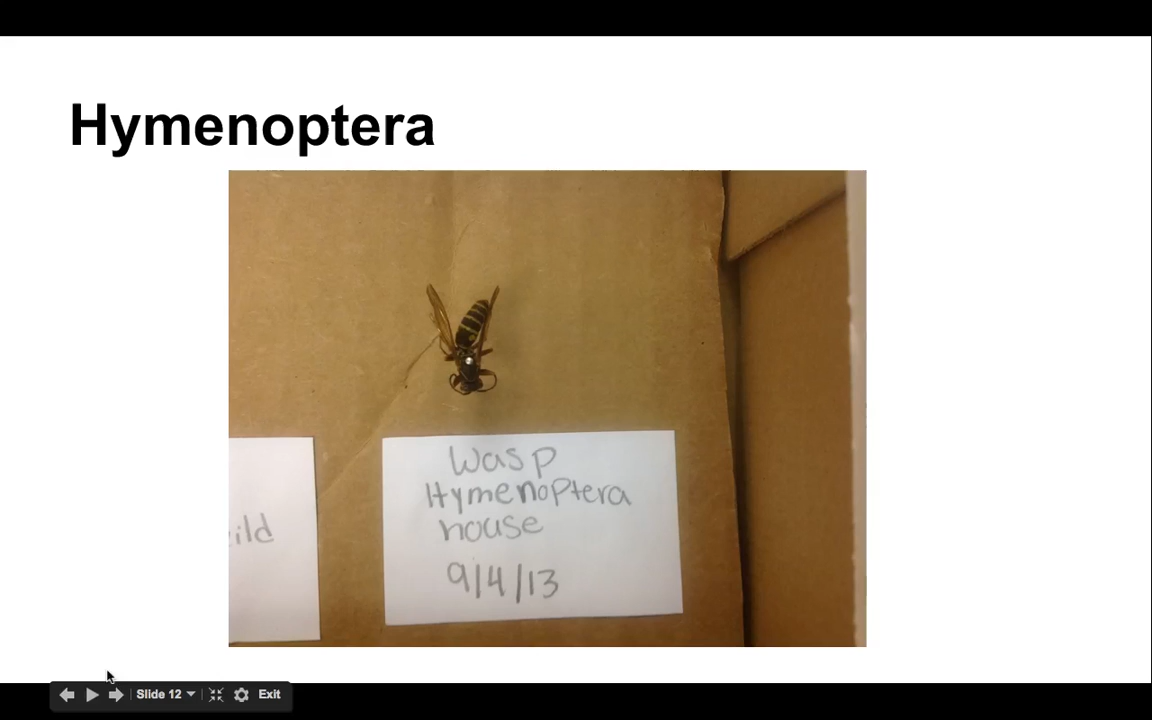 Hymenoptera
Wasp
Hymenoptera
house
9/4/13
ild
Slide 12
Exit